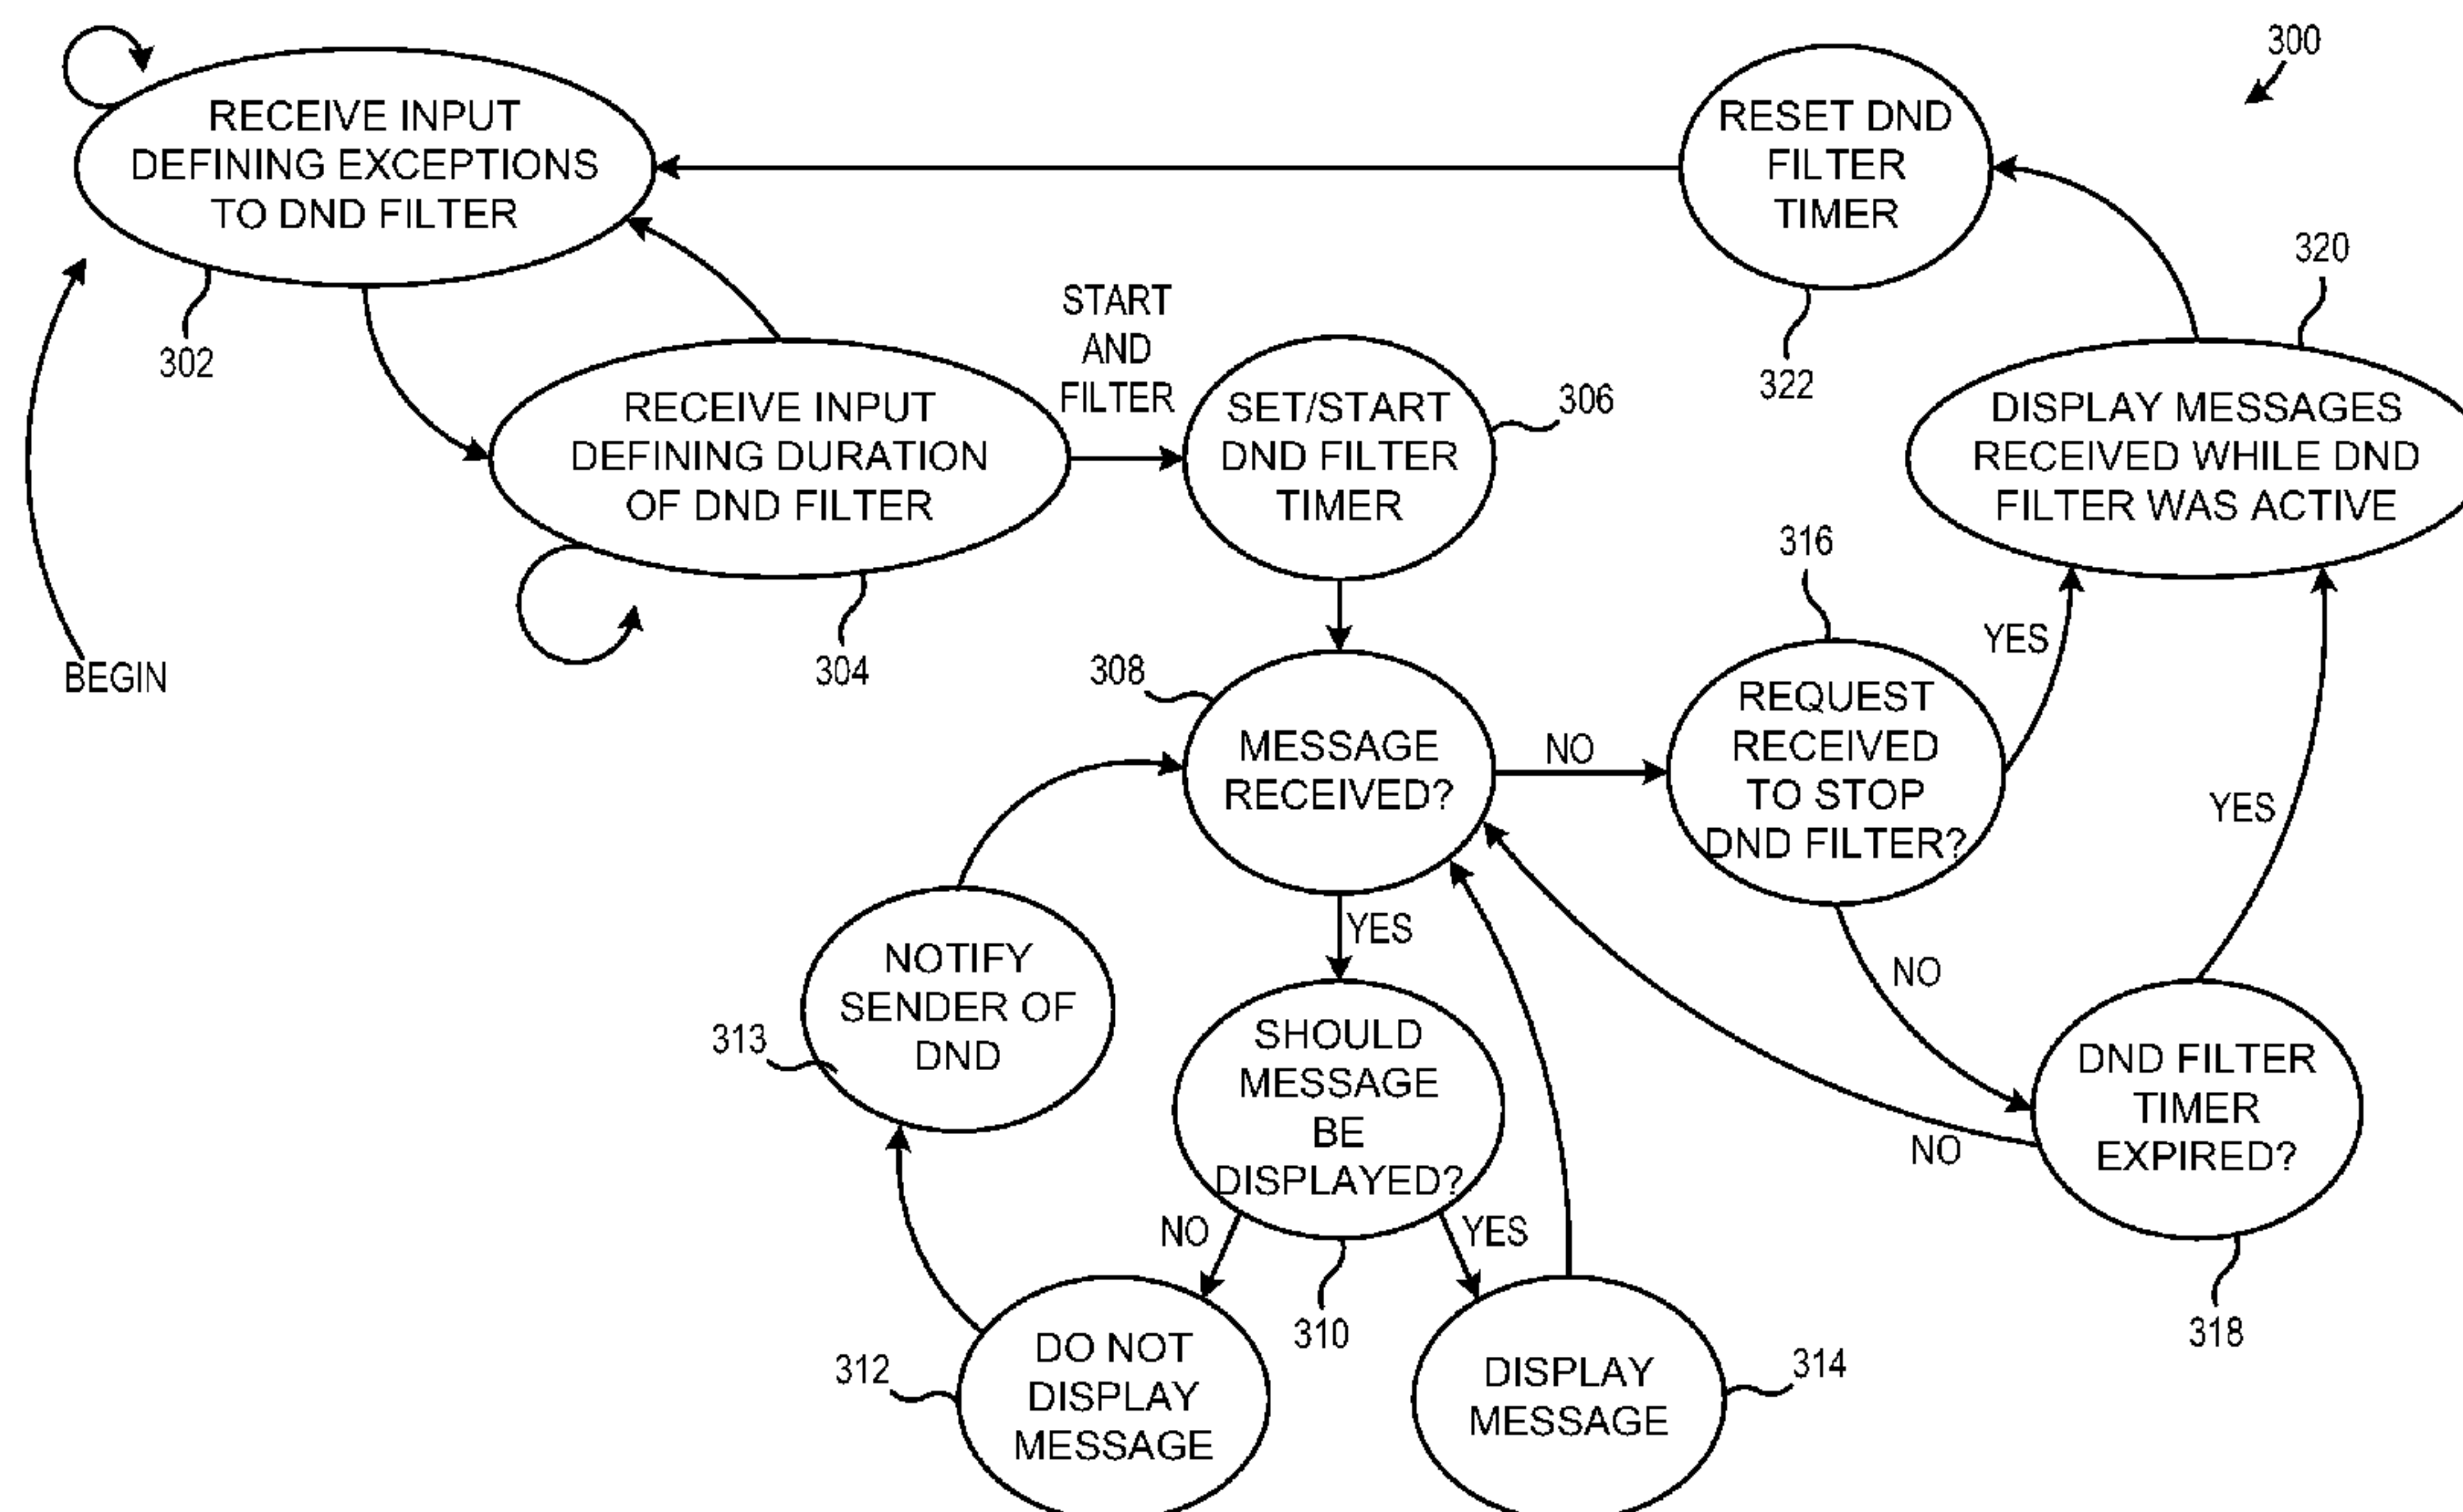 300
RECEIVE INPUT
DEFINING EXCEPTIONS
TO DND FILTER
302
RESET DND
FILTER
TIMER
322
320
START
AND
FILTER
RECEIVE INPUT
DEFINING DURATION
OF DND FILTER
304
SET/START
DND FILTER
TIMER
306
DISPLAY MESSAGES
RECEIVED WHILE DND
FILTER WAS ACTIVE
BEGIN
308
MESSAGE
RECEIVED?
NO
316
REQUEST
RECEIVED
TO STOP
DND FILTER?
YES
YES
NO
YES
NOTIFY
SENDER OF
DND
313
SHOULD
MESSAGE
BE
DISPLAYED?
310
DND FILTER
TIMER
EXPIRED?
318
NO
NO
YES
312
DO NOT
DISPLAY
MESSAGE
DISPLAY
MESSAGE
314